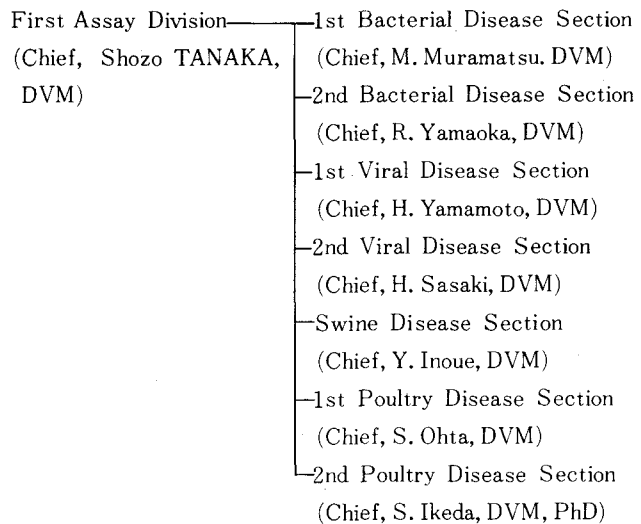 First Assay Division
(Chief, Shozo TANAKA,
DVM)
1st Bacterial Disease Section
(Chief, M. Muramatsu. DVM)
2nd Bacterial Disease Section
(Chief, R. Yamaoka, DVM)
1st Viral Disease Section
(Chief, H. Yamamoto, DVM)
2nd Viral Disease Section
(Chief, H. Sasaki, DVM)
Swine Disease Section
(Chief, Y. Inoue, DVM)
1st Poultry Disease Section
(Chief, S. Ohta, DVM)
2nd Poultry Disease Section
(Chief, S. Ikeda, DVM, PhD)